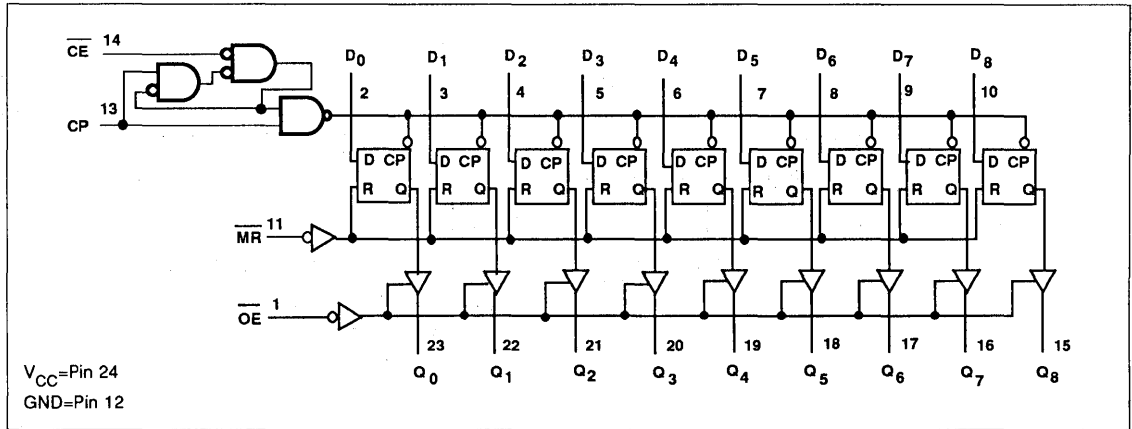 CE 14
CP 13
D0 D1 D2 D3 D4 D5 D6 D7 D8
2 3 4 5 6 7 8 9 10
D CP D CP D CP D CP D CP D CP D CP D CP D CP
R Q R Q R Q R Q R Q R Q R Q R Q R Q
MR 11
OE 1
23 22 21 20 19 18 17 16 15
Q0 Q1 Q2 Q3 Q4 Q5 Q6 Q7 Q8
VCC=Pin 24
GND=Pin 12